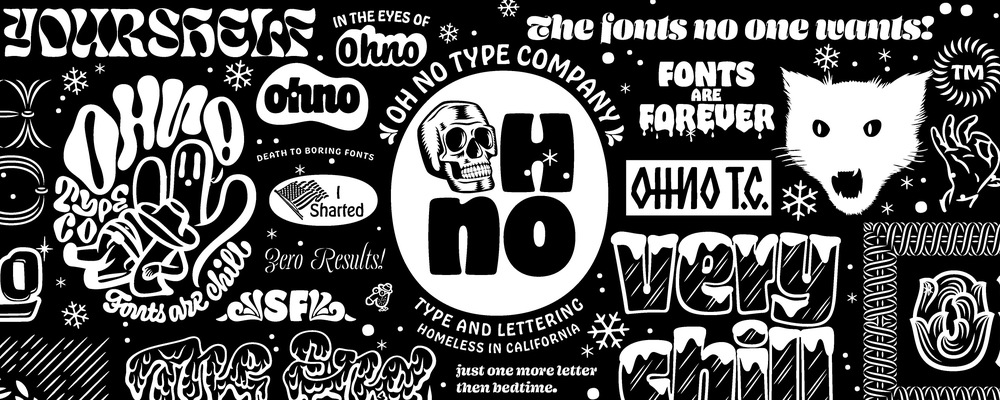 YOURSHELF
IN THE EYES OF
Ohno
The fonts no one wants!
ohno
OH NO TYPE COMPANY
FONTS
ARE
FOREVER
TM
OHNO!
TYPE
CO
Fonts are chill
DEATH TO BORING FONTS
I
Sharted
H
no
OHNO T.C.
Zero Results!
SF
very
chill
TYPE AND LETTERING
HOMELESS IN CALIFORNIA
just one more letter
then bedtime.